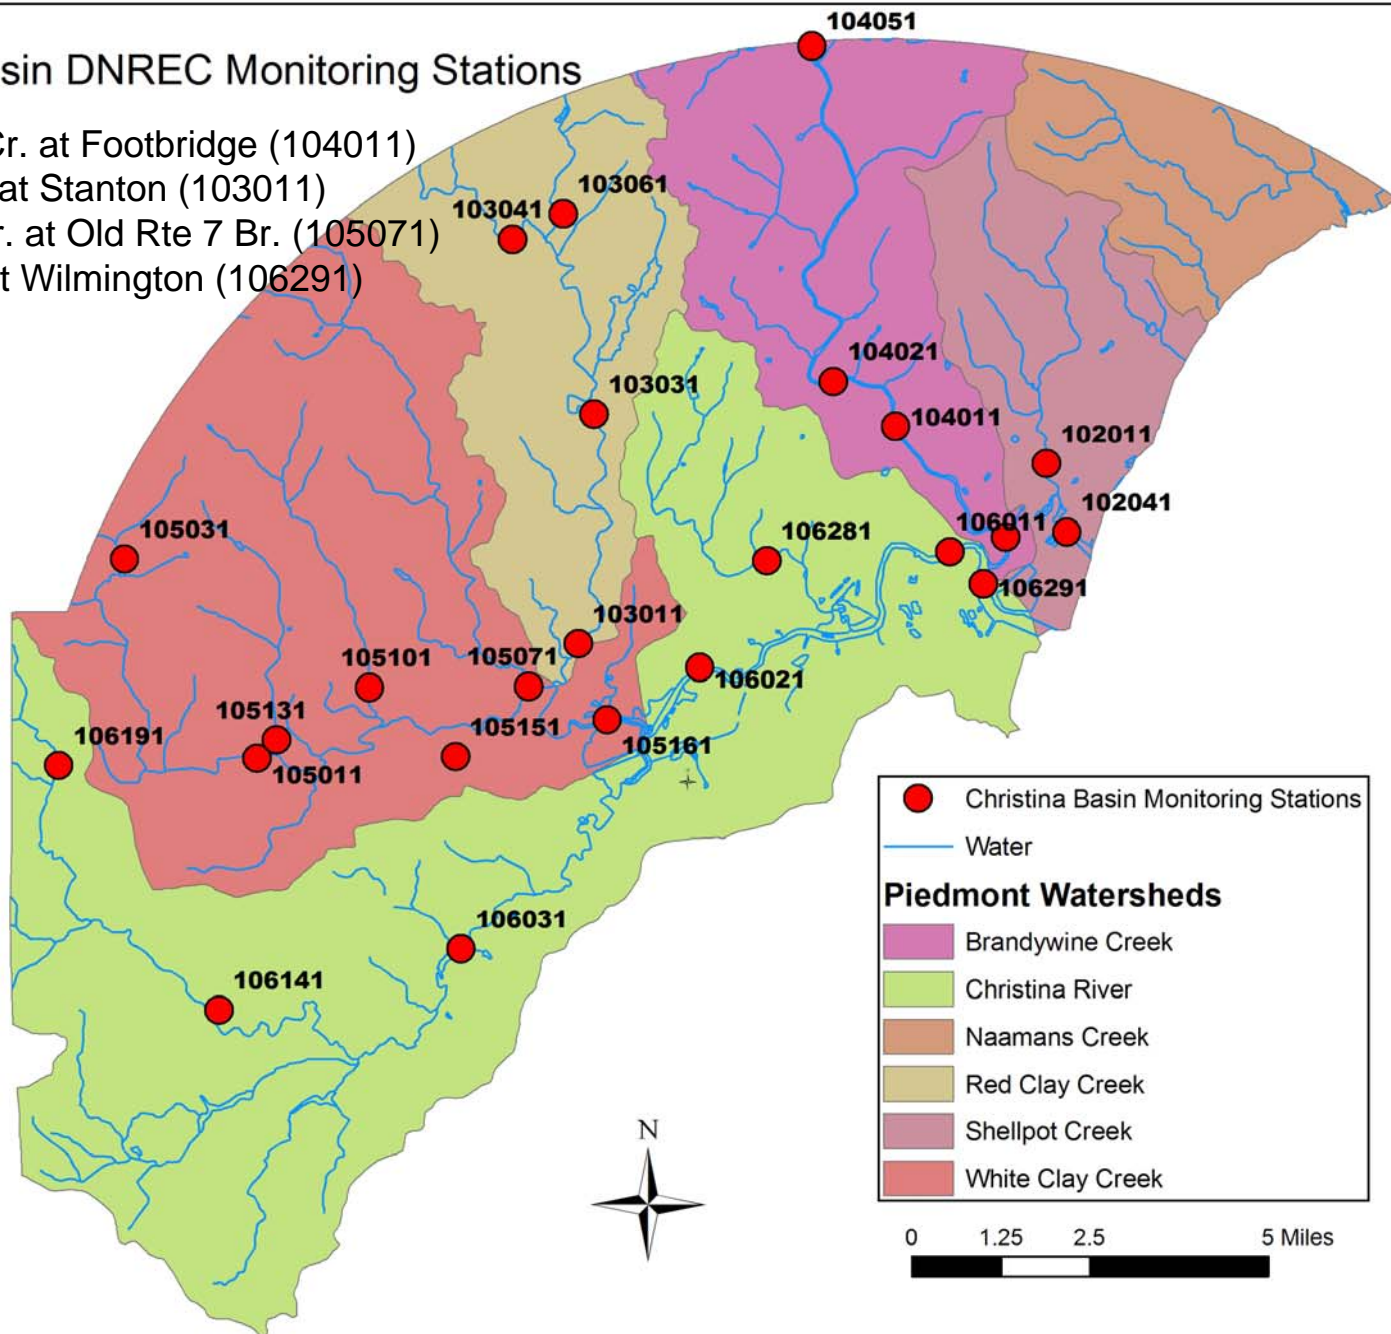 104051
sin DNREC Monitoring Stations
Cr. at Footbridge (104011)
at Stanton (103011)
r. at Old Rte 7 Br. (105071)
t Wilmington (106291)
103061
103041
104021
103031
104011
102011
102041
105031
106281
106011
106291
103011
105101
105071
106021
105131
105151
106191
105161
105011
Christina Basin Monitoring Stations
Water
Piedmont Watersheds
Brandywine Creek
Christina River
Naamans Creek
Red Clay Creek
Shellpot Creek
White Clay Creek
106031
106141
N
0 1.25 2.5 5 Miles